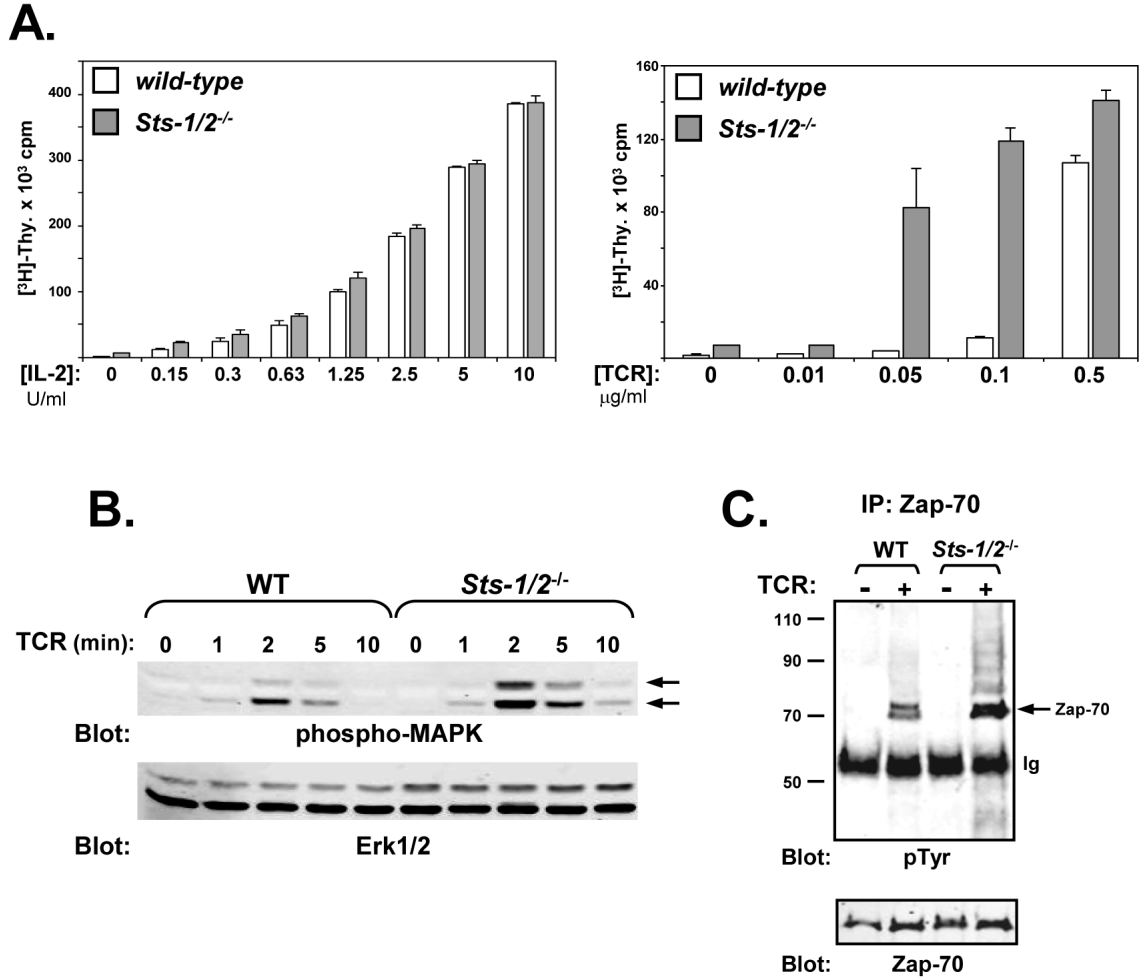 A.
wild-type
Sts-1/2-/-
[³H]-Thy. x 10³ cpm
400
300
200
100
[IL-2]: 0 0.15 0.3 0.63 1.25 2.5 5 10
U/ml
wild-type
Sts-1/2-/-
[³H]-Thy. x 10³ cpm
160
120
80
40
[TCR]: 0 0.01 0.05 0.1 0.5
μg/ml
B.
WT Sts-1/2-/-
TCR (min): 0 1 2 5 10 0 1 2 5 10
Blot: phospho-MAPK
Blot: Erk1/2
C.
IP: Zap-70
WT Sts-1/2-/-
TCR: - + - +
110
90
70
50
Zap-70
Ig
Blot: pTyr
Blot: Zap-70